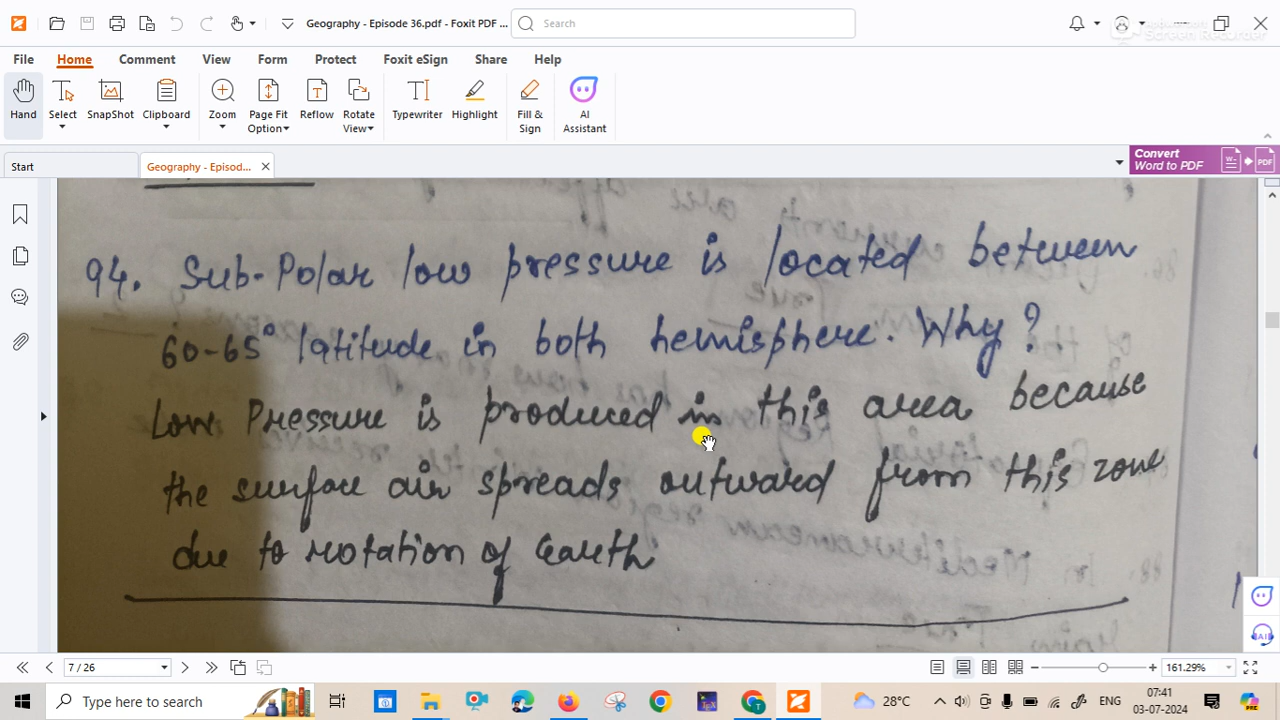 Geography - Episode 36.pdf - Foxit PDF ...
Search
Screen Recorder
File Home Comment View Form Protect Foxit eSign Share Help
Hand Select SnapShot Clipboard Zoom Page Fit Option Reflow Rotate View Typewriter Highlight Fill & Sign AI Assistant
Start
Geography - Episod...
Convert Word to PDF
94. Sub-Polar low pressure is located between
60-65° latitude in both hemisphere. Why?
Low Pressure is produced in this area because
the surface air spreads outward from this zone
due to rotation of earth
7 / 26
161.29%
Type here to search
28°C
ENG
07:41
03-07-2024